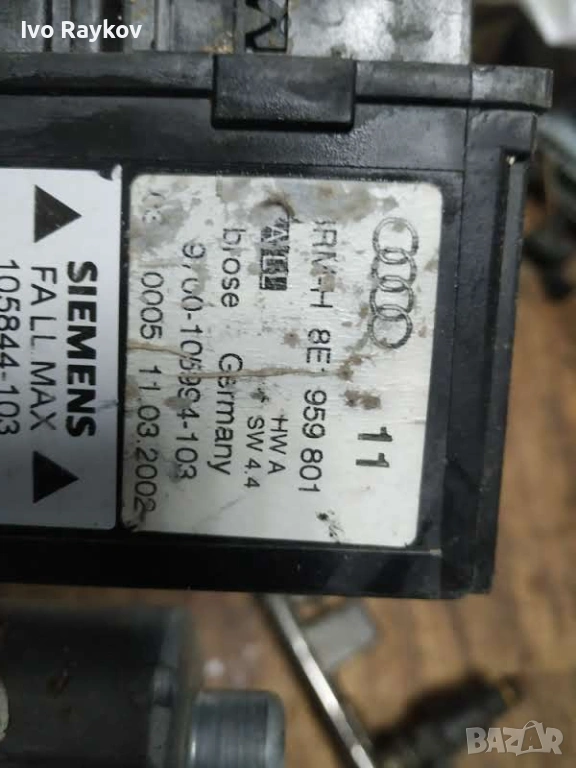 Ivo Raykov
SIEMENS
FALL MAX
105844-103
11
8E 959 801
HW A
SW 4.4
brose Germany
0005 11.03.2002
BAZAR